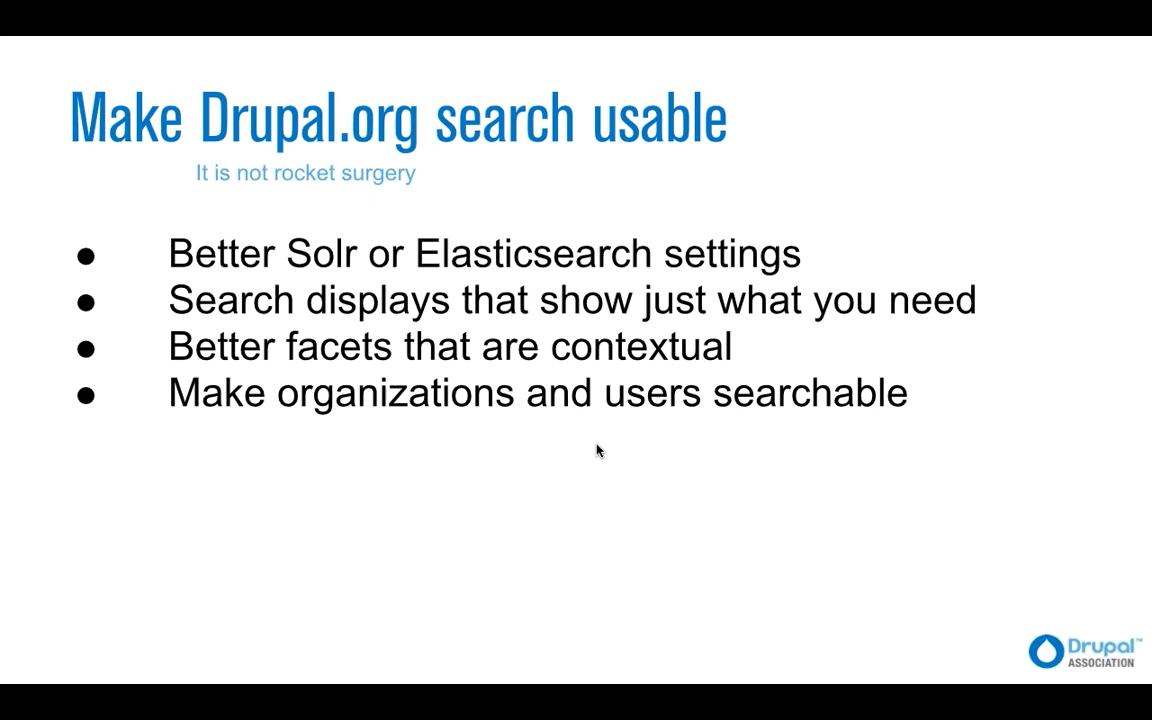 Make Drupal.org search usable
It is not rocket surgery
● Better Solr or Elasticsearch settings
● Search displays that show just what you need
● Better facets that are contextual
● Make organizations and users searchable
Drupal™
ASSOCIATION